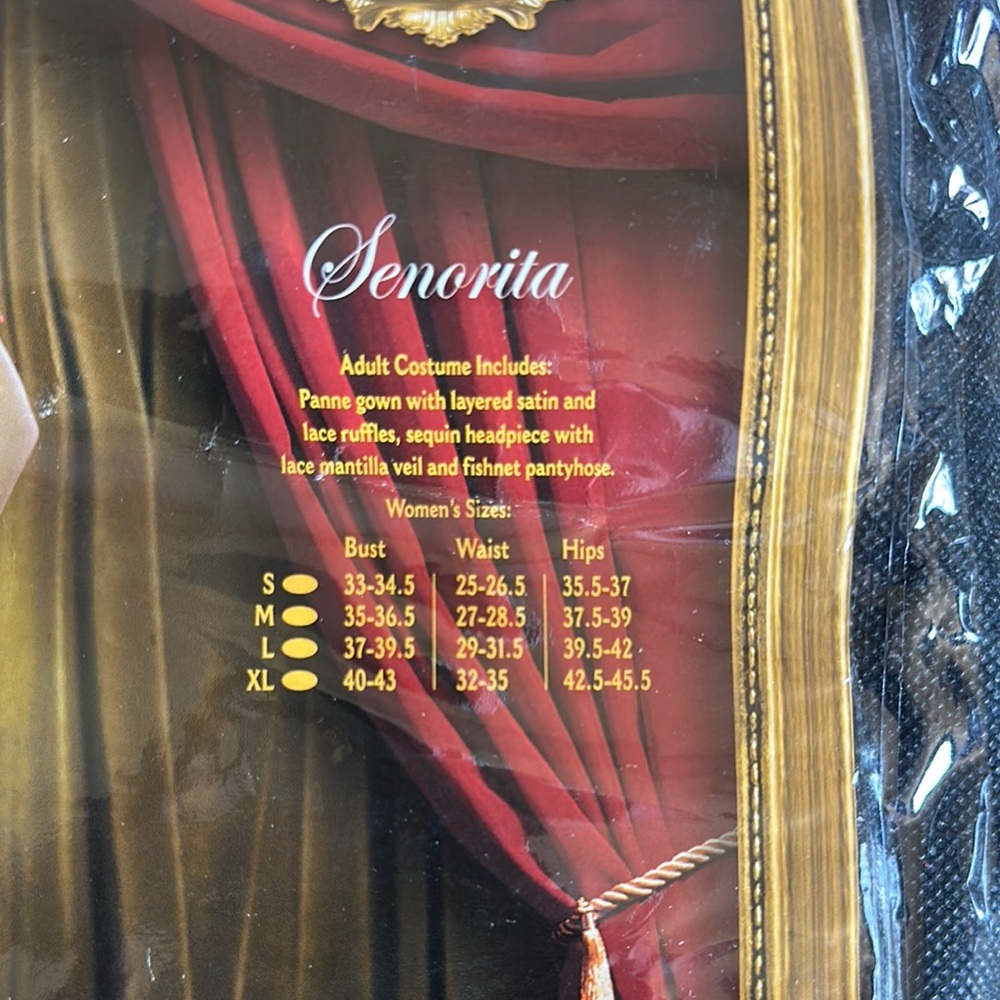 Senorita
Adult Costume Includes:
Panne gown with layered satin and
lace ruffles, sequin headpiece with
lace mantilla veil and fishnet pantyhose.
Women's Sizes:
Bust Waist Hips
S 33-34.5 25-26.5 35.5-37
M 35-36.5 27-28.5 37.5-39
L 37-39.5 29-31.5 39.5-42
XL 40-43 32-35 42.5-45.5